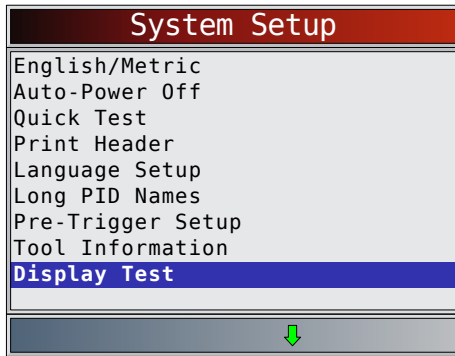 System Setup
English/Metric
Auto-Power Off
Quick Test
Print Header
Language Setup
Long PID Names
Pre-Trigger Setup
Tool Information
Display Test